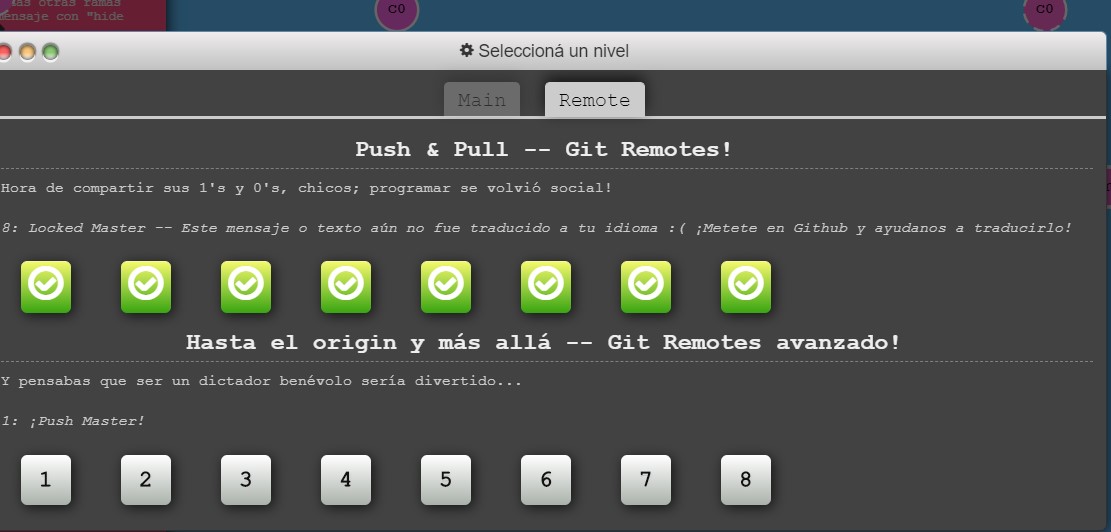 más otras ramas
mensaje con "hide
C0
C0
Seleccioná un nivel
Main
Remote
Push & Pull -- Git Remotes!
Hora de compartir sus 1's y 0's, chicos; programar se volvió social!
8: Locked Master -- Este mensaje o texto aún no fue traducido a tu idioma :( ¡Metete en Github y ayudanos a traducirlo!
Hasta el origin y más allá -- Git Remotes avanzado!
Y pensabas que ser un dictador benévolo sería divertido...
1: ¡Push Master!
1 2 3 4 5 6 7 8